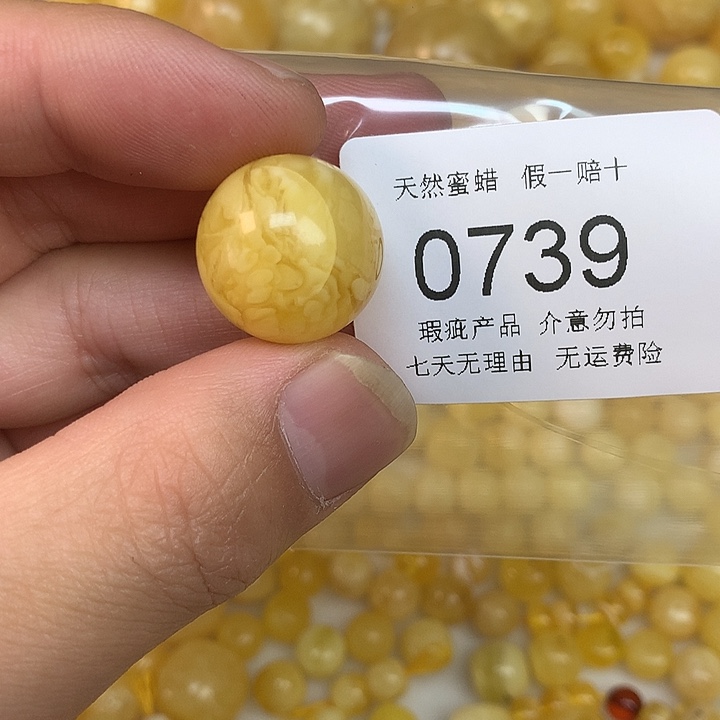 天然蜜蜡 假一赔十
0739
瑕疵产品 介意勿拍
七天无理由 无运费险